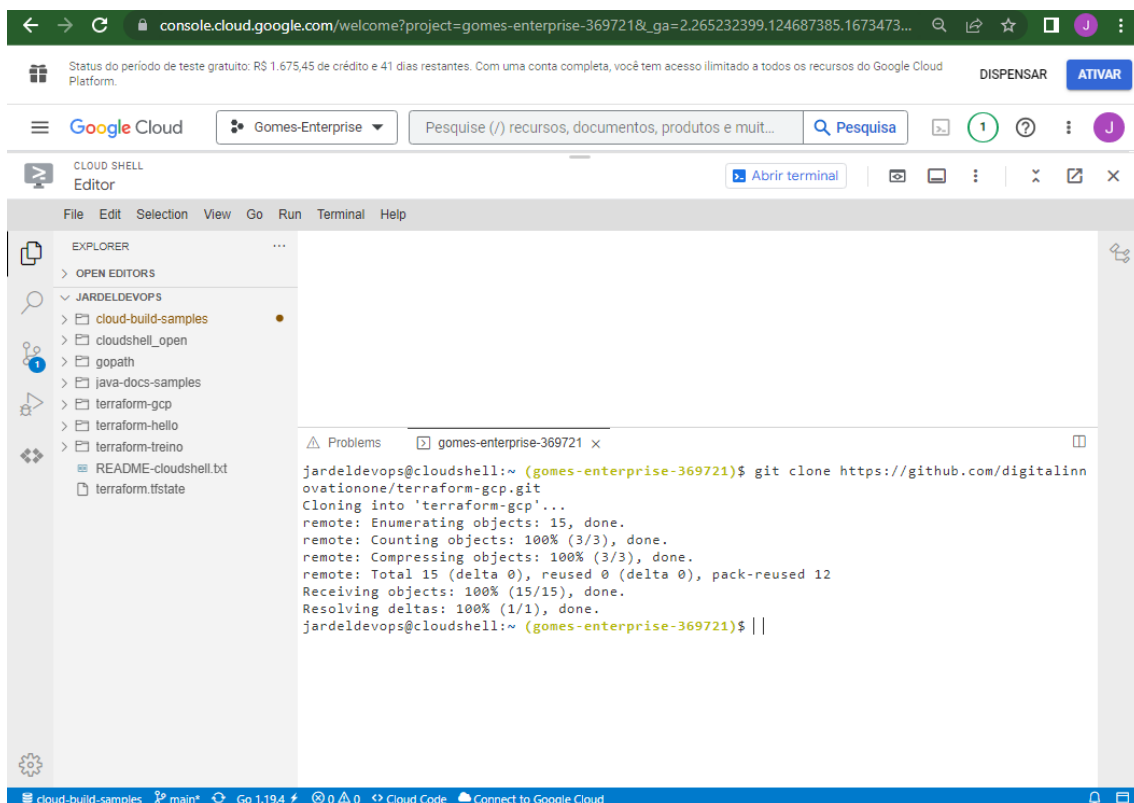 console.cloud.google.com/welcome?project=gomes-enterprise-369721&_ga=2.265232399.124687385.1673473...
J
Status do período de teste gratuito: R$ 1.675,45 de crédito e 41 dias restantes. Com uma conta completa, você tem acesso ilimitado a todos os recursos do Google Cloud
Platform.
DISPENSAR
ATIVAR
Google Cloud
Gomes-Enterprise
Pesquise (/) recursos, documentos, produtos e muit...
Pesquisa
1
J
CLOUD SHELL
Editor
Abrir terminal
File Edit Selection View Go Run Terminal Help
EXPLORER
OPEN EDITORS
JARDELDEVOPS
cloud-build-samples
cloudshell_open
1
gopath
java-docs-samples
terraform-gcp
terraform-hello
terraform-treino
README-cloudshell.txt
terraform.tfstate
Problems
gomes-enterprise-369721
jardeldevops@cloudshell:~ (gomes-enterprise-369721)$ git clone https://github.com/digitalinn
ovationone/terraform-gcp.git
Cloning into 'terraform-gcp'...
remote: Enumerating objects: 15, done.
remote: Counting objects: 100% (3/3), done.
remote: Compressing objects: 100% (3/3), done.
remote: Total 15 (delta 0), reused 0 (delta 0), pack-reused 12
Receiving objects: 100% (15/15), done.
Resolving deltas: 100% (1/1), done.
jardeldevops@cloudshell:~ (gomes-enterprise-369721)$
cloud-build-samples main* Go 1.19.4 0 0 Cloud Code Connect to Google Cloud